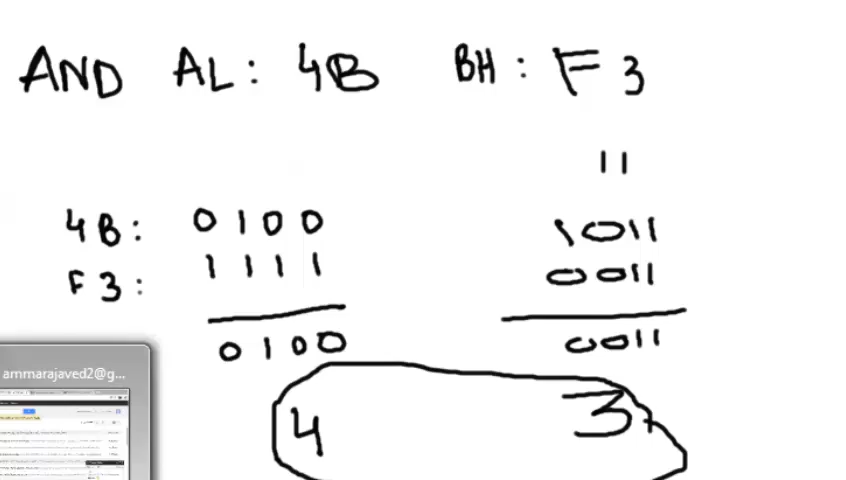 AND AL: 4B BH: F3
11
4B: 0100 1011
F3: 1111 0011
0100 0011
ammarajaved2@g...
4 3